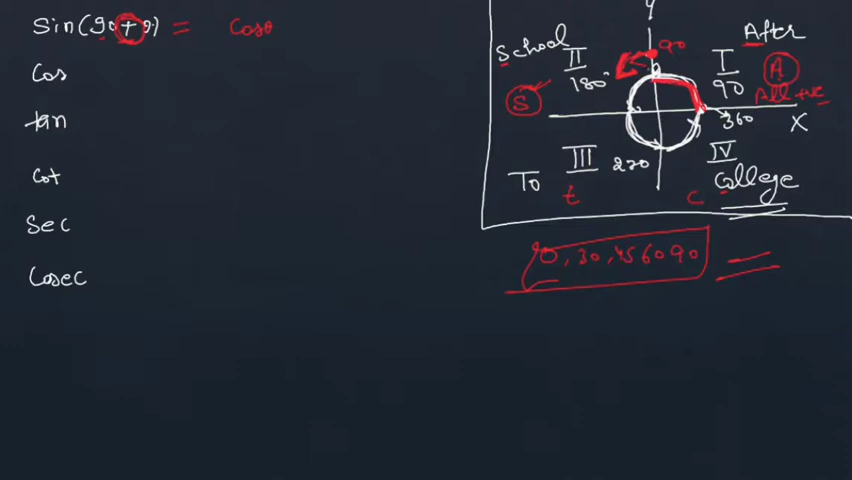 Sin(90+θ) = Cosθ
Cos
tan
Cot
Sec
Cosec
Y
After
School
90
II
I
A
180°
90
All +ve
S
360
X
III
270
IV
To
College
t
C
0, 30, 45 60 90